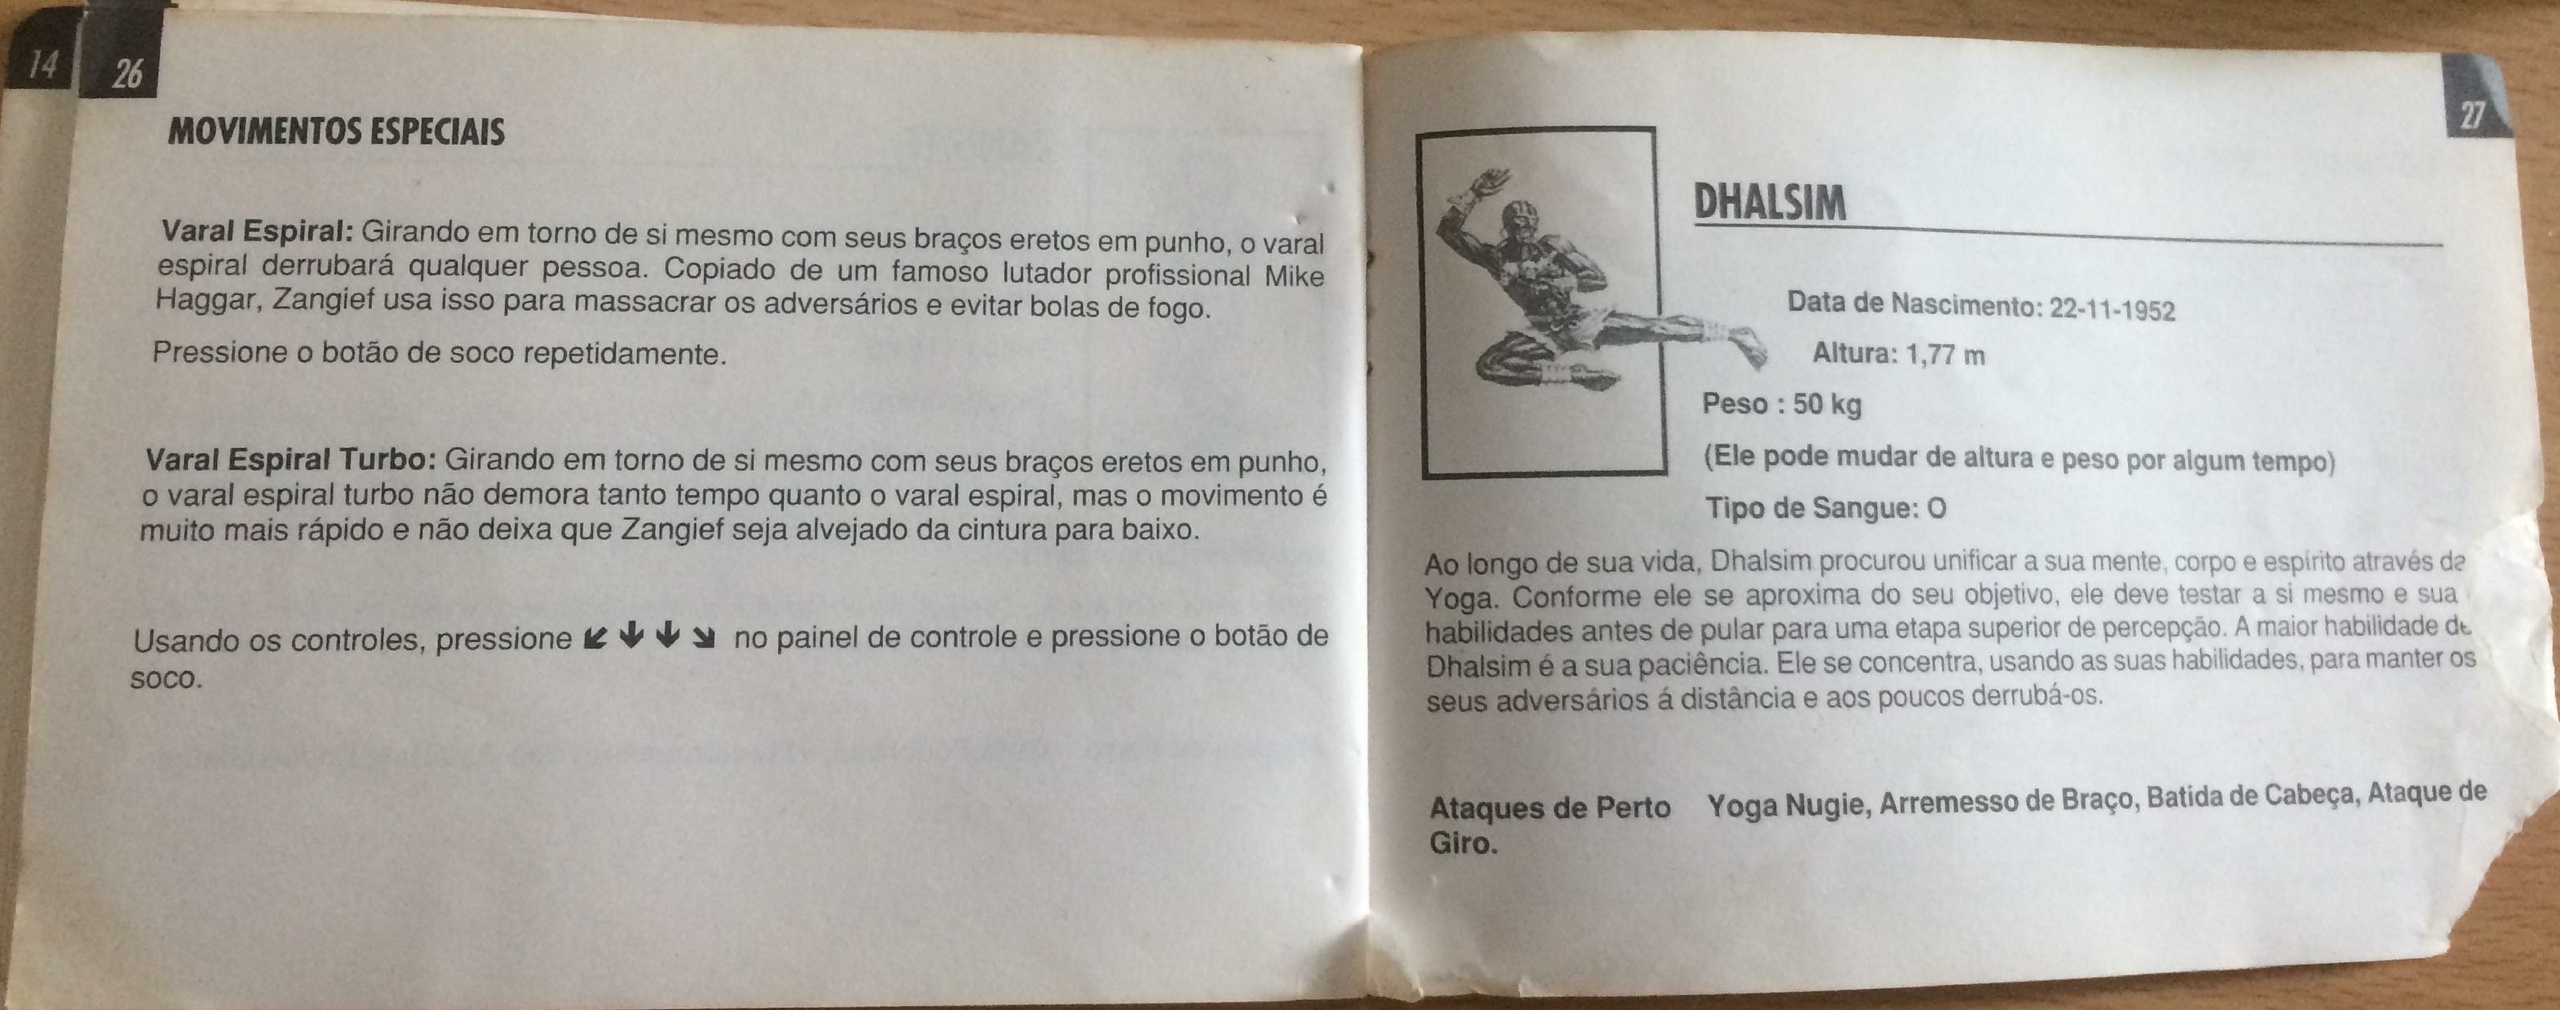 14
26
MOVIMENTOS ESPECIAIS
Varal Espiral: Girando em torno de si mesmo com seus braços eretos em punho, o varal
espiral derrubará qualquer pessoa. Copiado de um famoso lutador profissional Mike
Haggar, Zangief usa isso para massacrar os adversários e evitar bolas de fogo.
Pressione o botão de soco repetidamente.
Varal Espiral Turbo: Girando em torno de si mesmo com seus braços eretos em punho,
o varal espiral turbo não demora tanto tempo quanto o varal espiral, mas o movimento é
muito mais rápido e não deixa que Zangief seja alvejado da cintura para baixo.
Usando os controles, pressione ↙ ↓ ↓ ↘ no painel de controle e pressione o botão de
soco.
27
DHALSIM
Data de Nascimento: 22-11-1952
Altura: 1,77 m
Peso : 50 kg
(Ele pode mudar de altura e peso por algum tempo)
Tipo de Sangue: O
Ao longo de sua vida, Dhalsim procurou unificar a sua mente, corpo e espírito através da
Yoga. Conforme ele se aproxima do seu objetivo, ele deve testar a si mesmo e sua
habilidades antes de pular para uma etapa superior de percepção. A maior habilidade de
Dhalsim é a sua paciência. Ele se concentra, usando as suas habilidades, para manter os
seus adversários á distância e aos poucos derrubá-os.
Ataques de Perto Yoga Nugie, Arremesso de Braço, Batida de Cabeça, Ataque de
Giro.